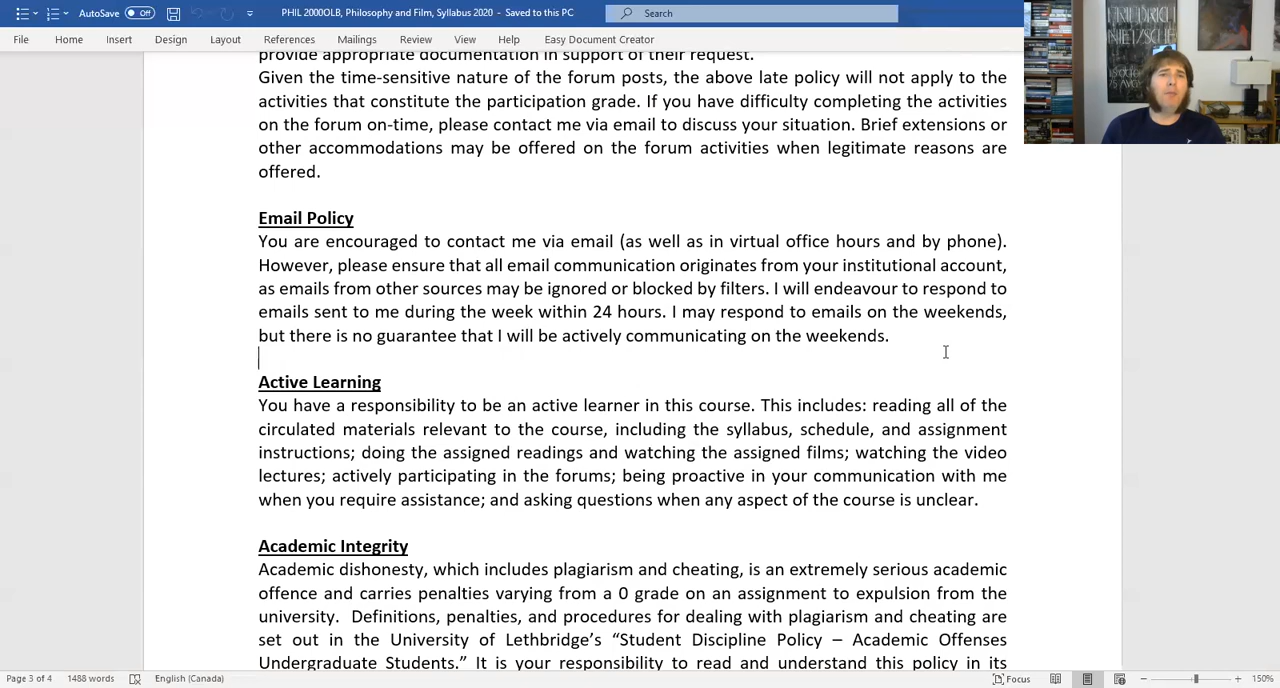 AutoSave Off PHIL 2000OLB, Philosophy and Film, Syllabus 2020 - Saved to this PC Search
File Home Insert Design Layout References Mailings Review View Help Easy Document Creator
provide appropriate documentation in support of their request.
Given the time-sensitive nature of the forum posts, the above late policy will not apply to the
activities that constitute the participation grade. If you have difficulty completing the activities
on the forum on-time, please contact me via email to discuss your situation. Brief extensions or
other accommodations may be offered on the forum activities when legitimate reasons are
offered.
Email Policy
You are encouraged to contact me via email (as well as in virtual office hours and by phone).
However, please ensure that all email communication originates from your institutional account,
as emails from other sources may be ignored or blocked by filters. I will endeavour to respond to
emails sent to me during the week within 24 hours. I may respond to emails on the weekends,
but there is no guarantee that I will be actively communicating on the weekends.
Active Learning
You have a responsibility to be an active learner in this course. This includes: reading all of the
circulated materials relevant to the course, including the syllabus, schedule, and assignment
instructions; doing the assigned readings and watching the assigned films; watching the video
lectures; actively participating in the forums; being proactive in your communication with me
when you require assistance; and asking questions when any aspect of the course is unclear.
Academic Integrity
Academic dishonesty, which includes plagiarism and cheating, is an extremely serious academic
offence and carries penalties varying from a 0 grade on an assignment to expulsion from the
university. Definitions, penalties, and procedures for dealing with plagiarism and cheating are
set out in the University of Lethbridge's “Student Discipline Policy – Academic Offenses
Undergraduate Students.” It is your responsibility to read and understand this policy in its
FRIEDRICH
NIETZSCHE
Page 3 of 4 1488 words English (Canada) Focus 150%